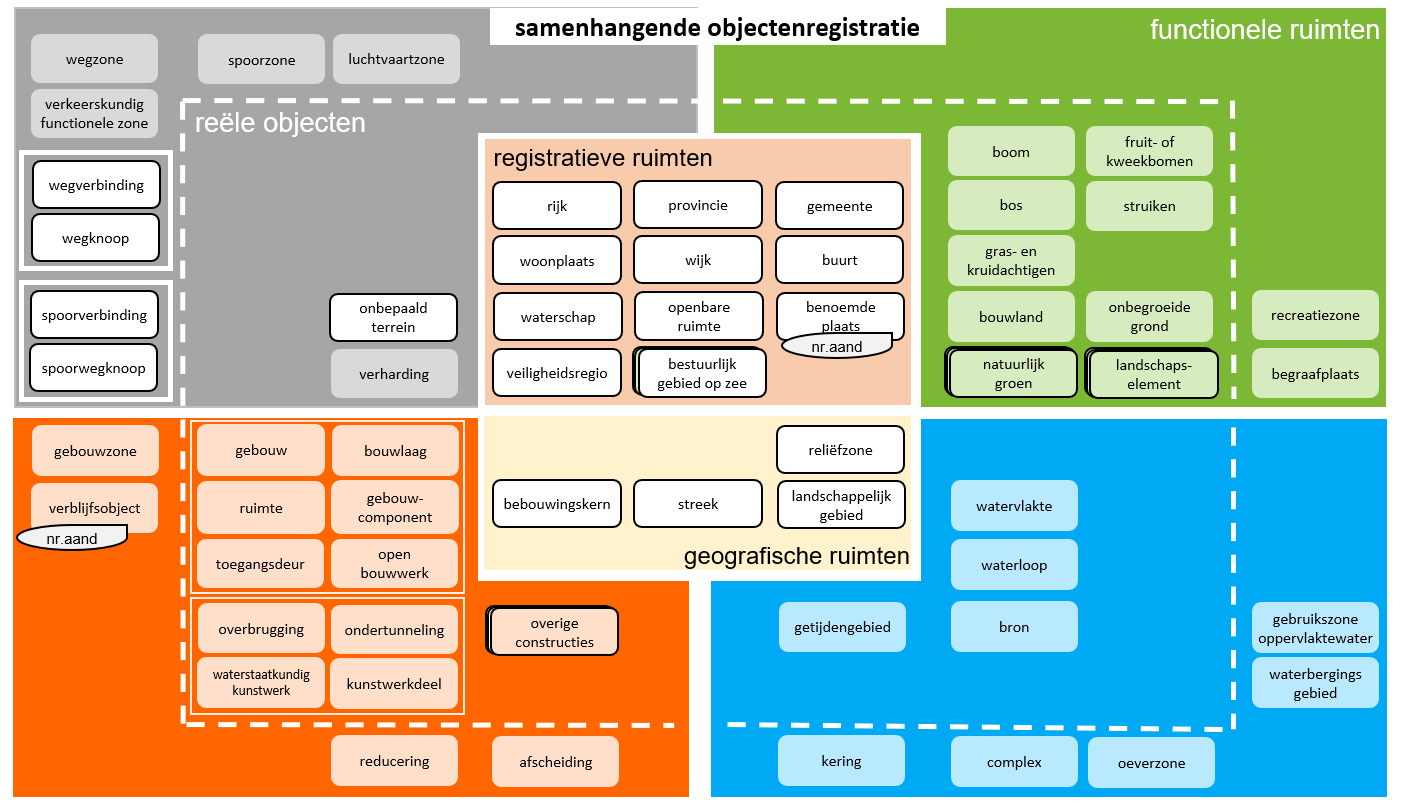 samenhangende objectenregistratie
functionele ruimten
wegzone
spoorzone
luchtvaartzone
verkeerskundig
functionele zone
reële objecten
wegverbinding
wegknoop
spoorverbinding
spoorwegknoop
onbepaald
terrein
verharding
registratieve ruimten
rijk
provincie
gemeente
woonplaats
wijk
buurt
waterschap
openbare
ruimte
benoemde
plaats
nr.aand
veiligheidsregio
bestuurlijk
gebied op zee
boom
fruit- of
kweekbomen
bos
struiken
gras- en
kruidachtigen
bouwland
onbegroeide
grond
natuurlijk
groen
landschaps-
element
recreatiezone
begraafplaats
gebouwzone
verblijfsobject
nr.aand
gebouw
bouwlaag
ruimte
gebouw-
component
toegangsdeur
open
bouwwerk
overbrugging
ondertunneling
waterstaatkundig
kunstwerk
kunstwerkdeel
overige
constructies
reducering
afscheiding
reliëfzone
bebouwingskern
streek
landschappelijk
gebied
geografische ruimten
watervlakte
waterloop
getijdengebied
bron
gebruikszone
oppervlaktewater
waterbergings
gebied
kering
complex
oeverzone